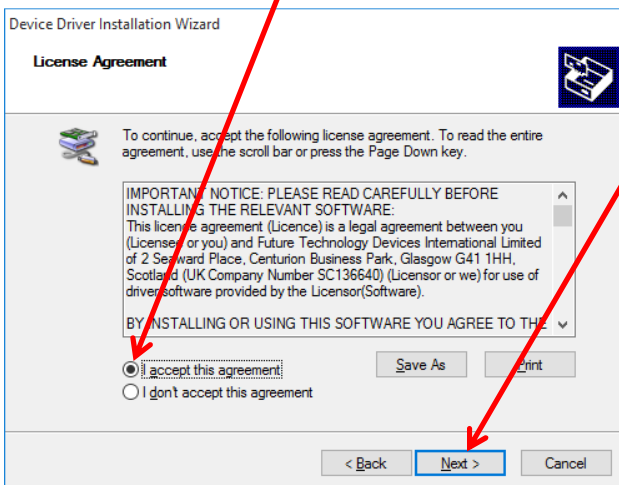 Device Driver Installation Wizard
License Agreement
To continue, accept the following license agreement. To read the entire
agreement, use the scroll bar or press the Page Down key.
IMPORTANT NOTICE: PLEASE READ CAREFULLY BEFORE
INSTALLING THE RELEVANT SOFTWARE:
This licence agreement (Licence) is a legal agreement between you
(Licensee or you) and Future Technology Devices International Limited
of 2 Seaward Place, Centurion Business Park, Glasgow G41 1HH,
Scotland (UK Company Number SC136640) (Licensor or we) for use of
driver software provided by the Licensor(Software).
BY INSTALLING OR USING THIS SOFTWARE YOU AGREE TO THE
I accept this agreement
Save As
Print
I don't accept this agreement
< Back
Next >
Cancel